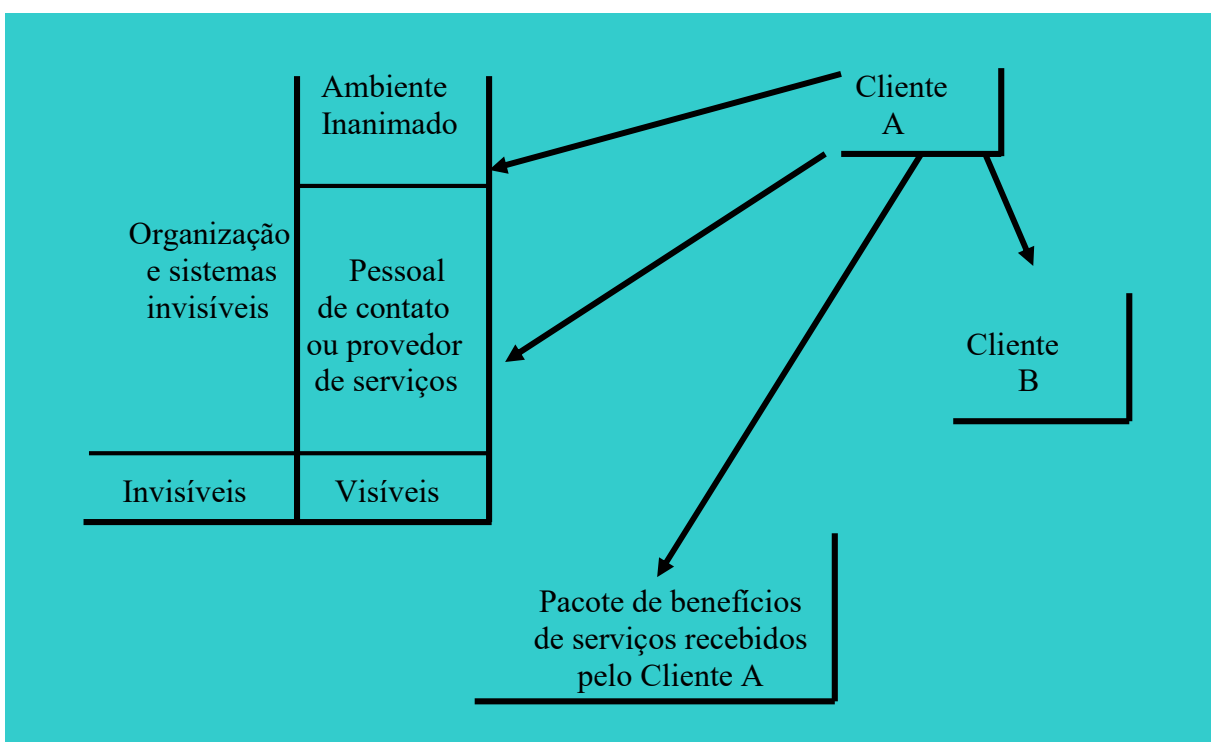 Ambiente
Inanimado
Cliente
A
Organização
e sistemas
invisíveis
Pessoal
de contato
ou provedor
de serviços
Cliente
B
Invisíveis
Visíveis
Pacote de benefícios
de serviços recebidos
pelo Cliente A